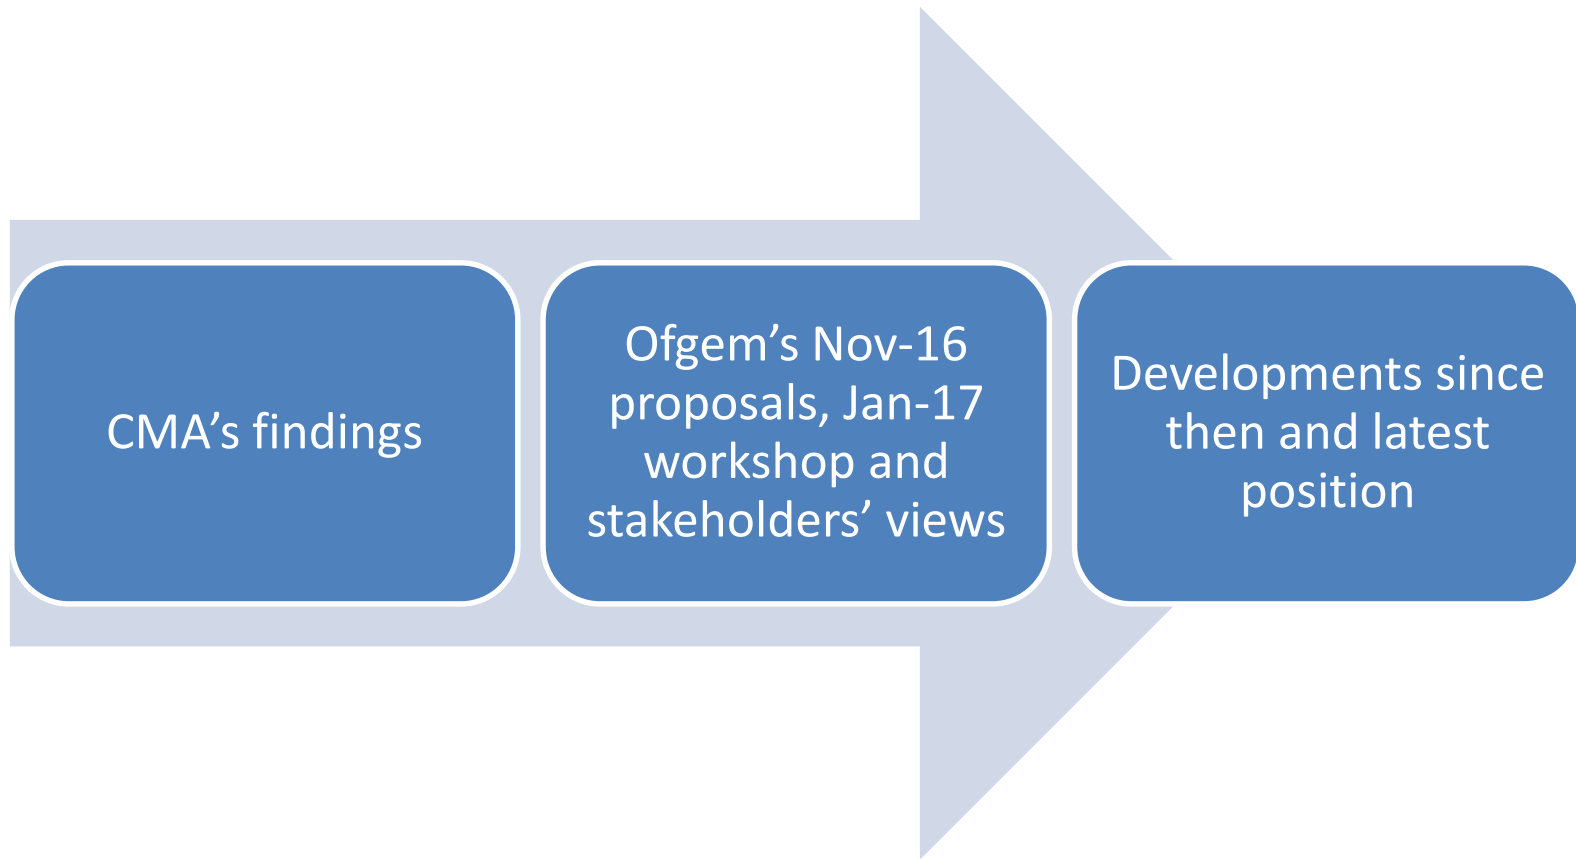 CMA’s findings
Ofgem’s Nov-16
proposals, Jan-17
workshop and
stakeholders’ views
Developments since
then and latest
position